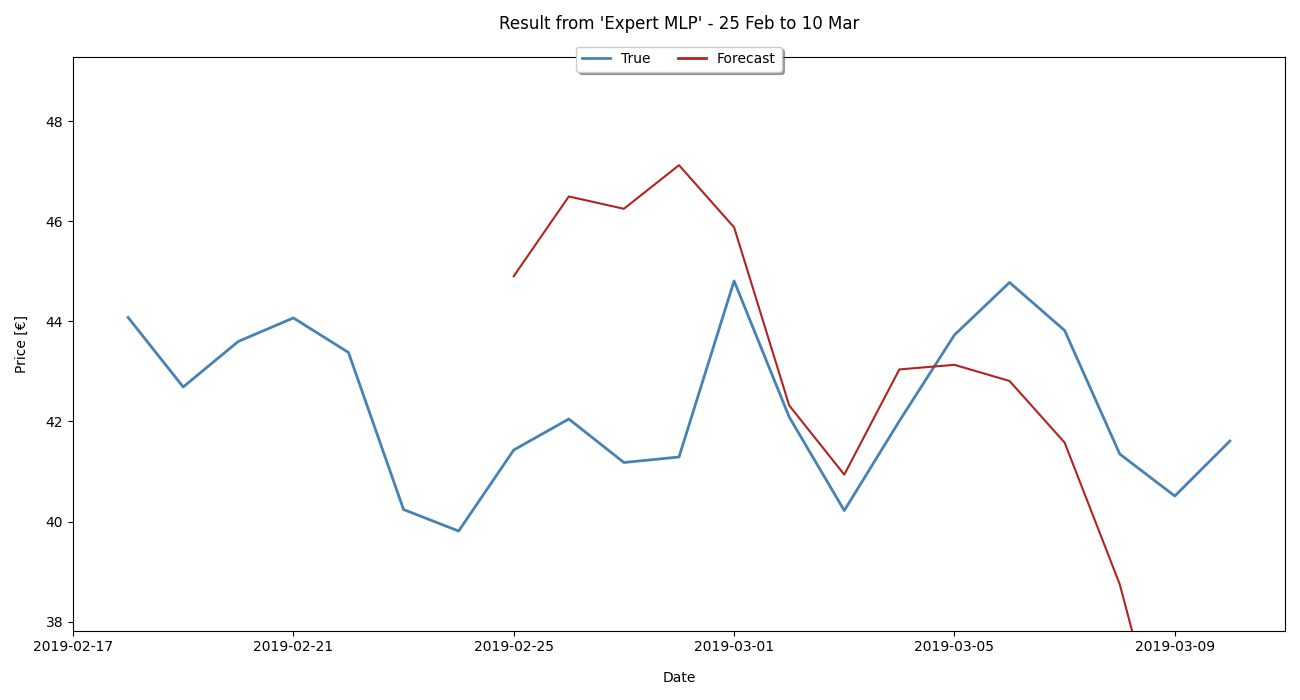 Result from 'Expert MLP' - 25 Feb to 10 Mar
True Forecast
48
46
44
42
40
38
Price [€]
2019-02-17 2019-02-21 2019-02-25 2019-03-01 2019-03-05 2019-03-09
Date